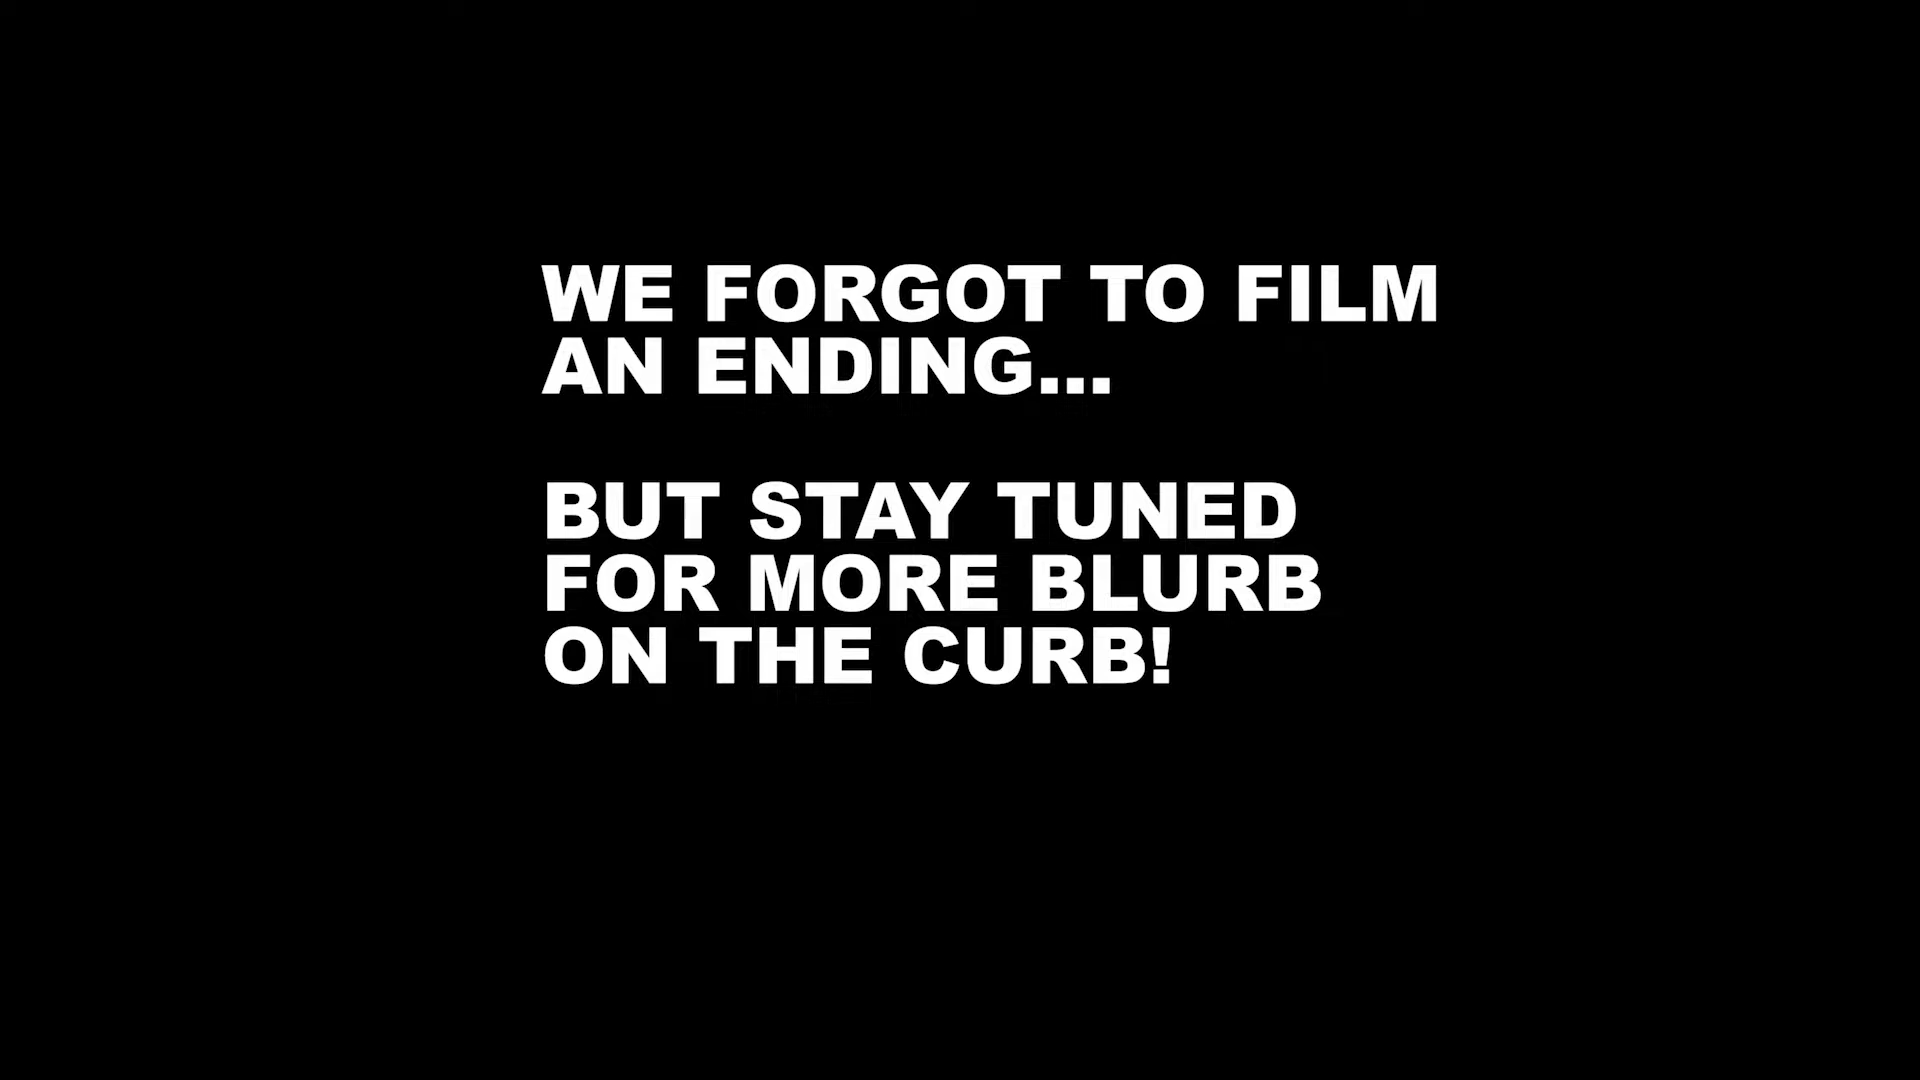 WE FORGOT TO FILM
AN ENDING...
BUT STAY TUNED
FOR MORE BLURB
ON THE CURB!